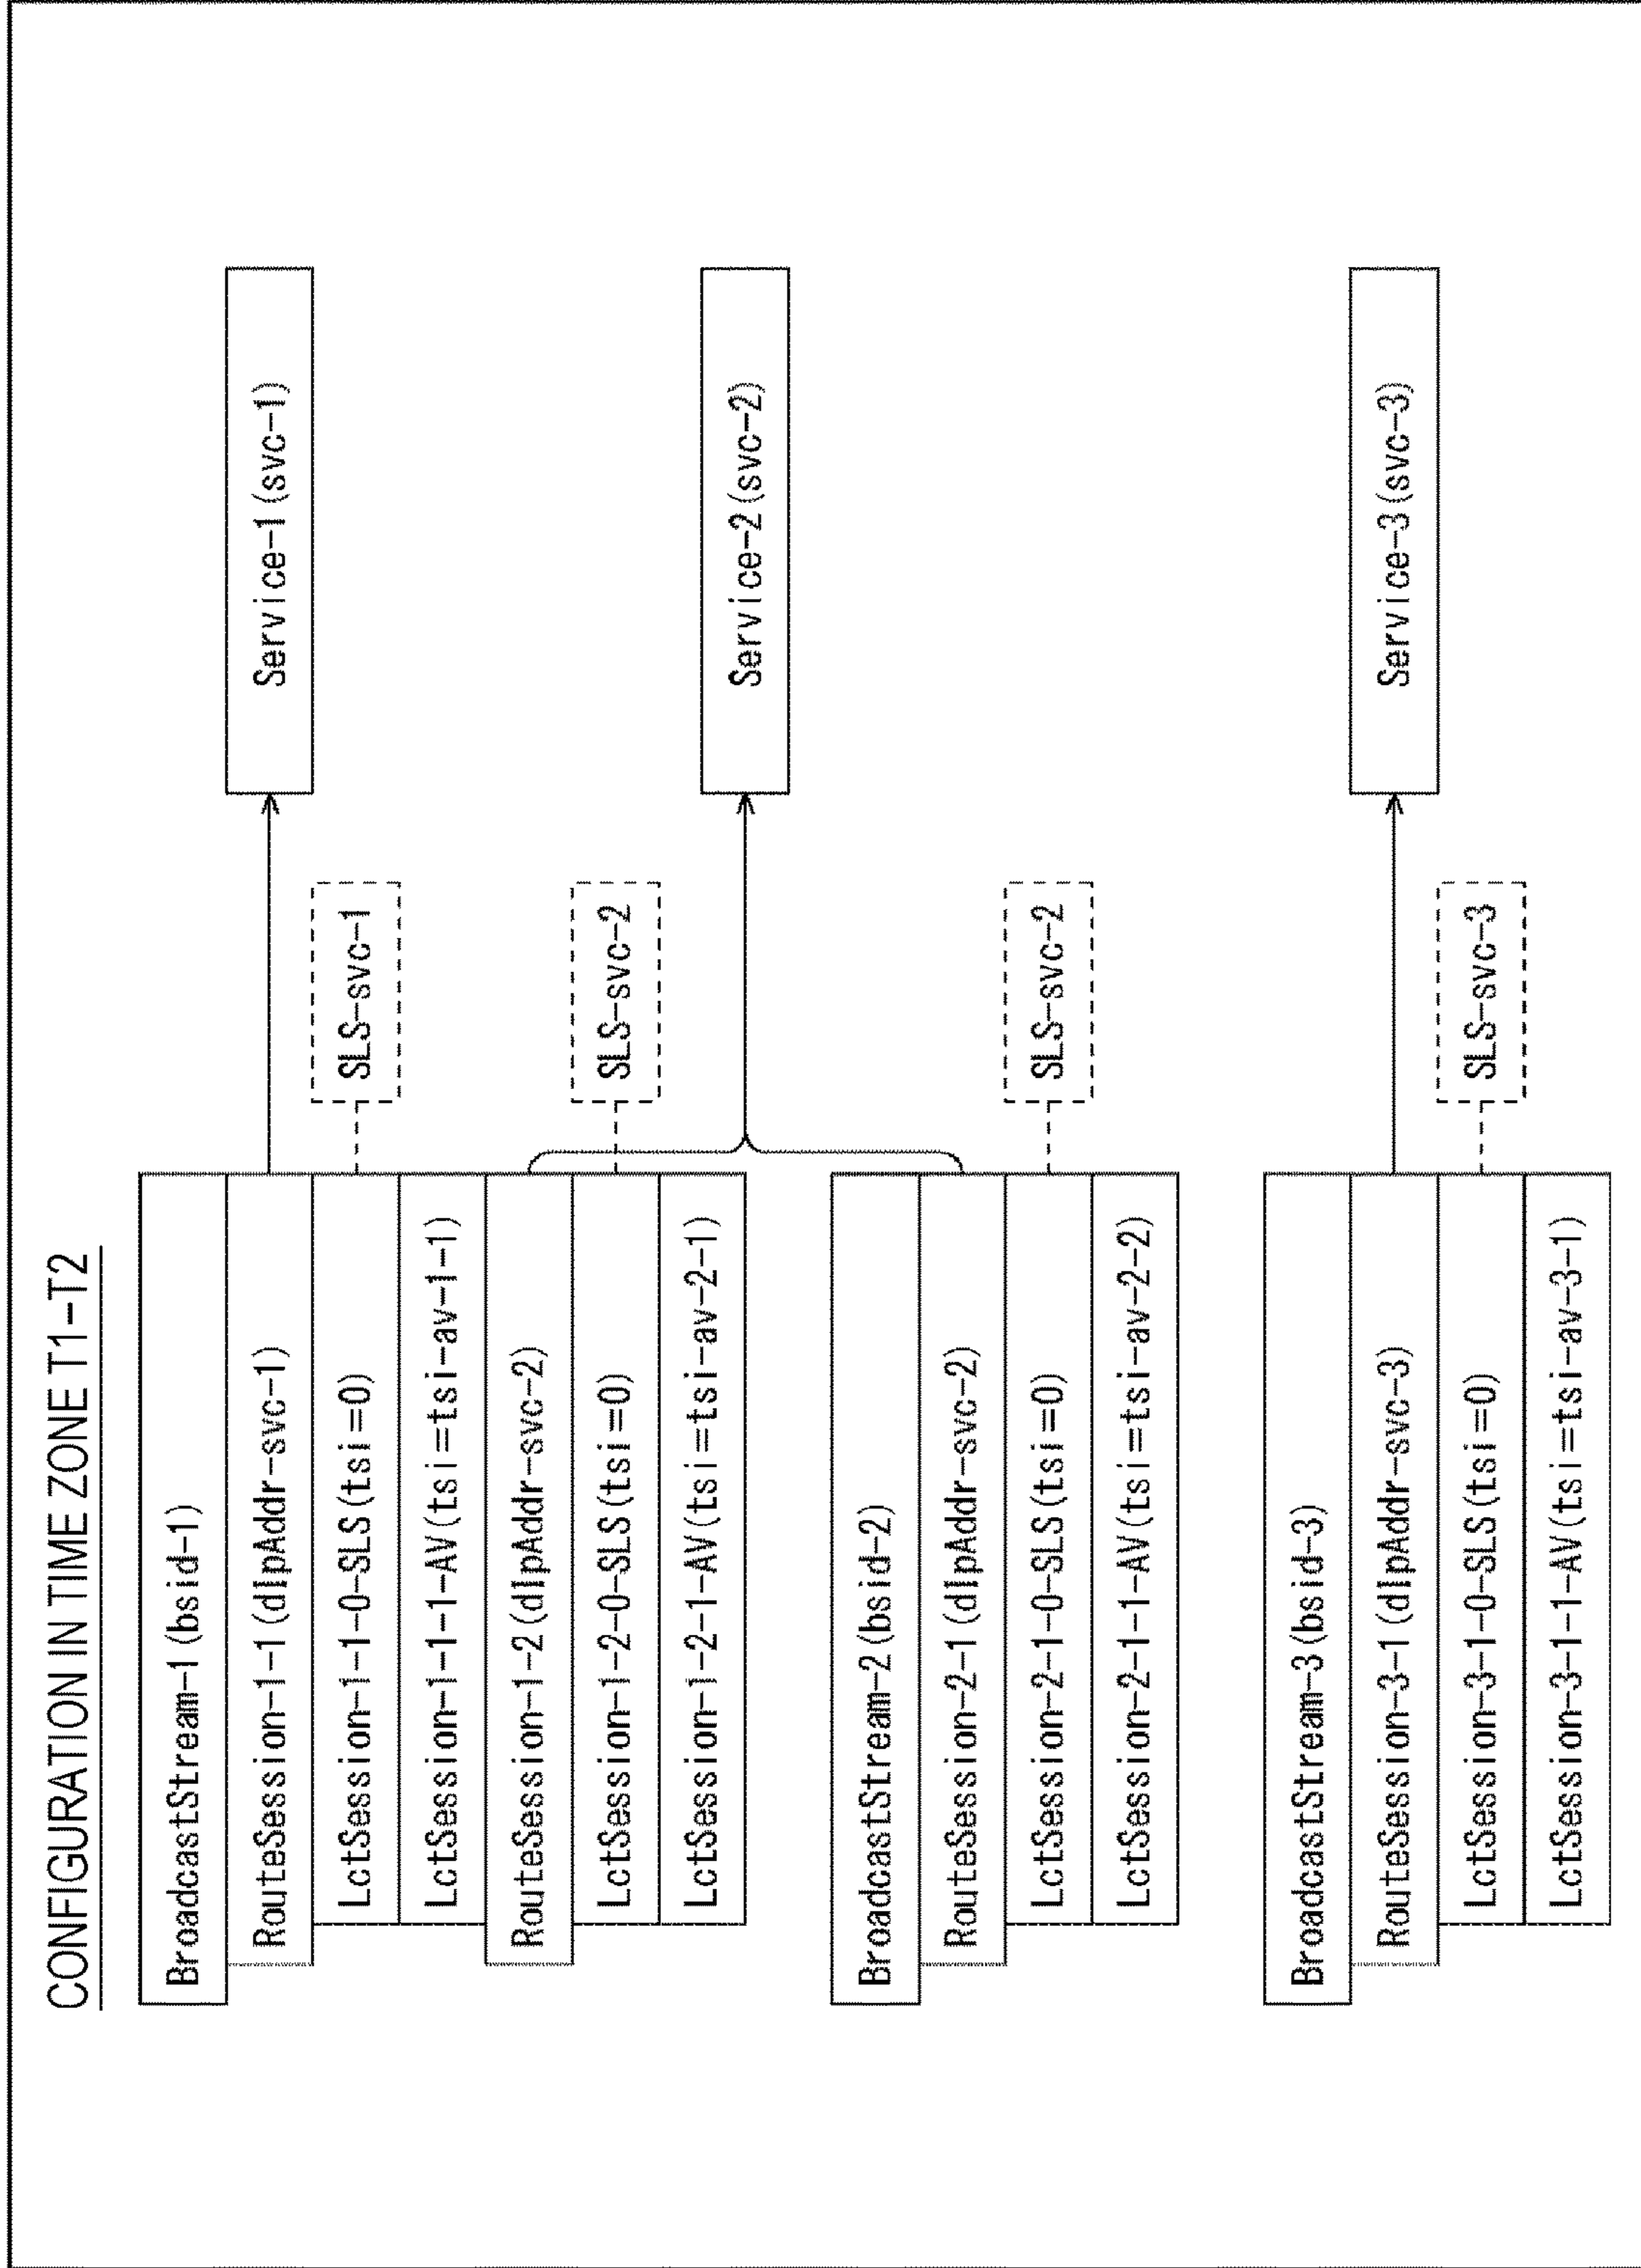 CONFIGURATION IN TIME ZONE T1-T2
BroadcastStream-1(bsid-1)
RouteSession-1-1(dIpAddr-svc-1)
Service-1(svc-1)
LctSession-1-1-0-SLS(tsi=0)
SLS-svc-1
LctSession-1-1-1-AV(tsi=tsi-av-1-1)
RouteSession-1-2(dIpAddr-svc-2)
LctSession-1-2-0-SLS(tsi=0)
SLS-svc-2
LctSession-1-2-1-AV(tsi=tsi-av-2-1)
Service-2(svc-2)
BroadcastStream-2(bsid-2)
RouteSession-2-1(dIpAddr-svc-2)
LctSession-2-1-0-SLS(tsi=0)
SLS-svc-2
LctSession-2-1-1-AV(tsi=tsi-av-2-2)
BroadcastStream-3(bsid-3)
RouteSession-3-1(dIpAddr-svc-3)
Service-3(svc-3)
LctSession-3-1-0-SLS(tsi=0)
SLS-svc-3
LctSession-3-1-1-AV(tsi=tsi-av-3-1)